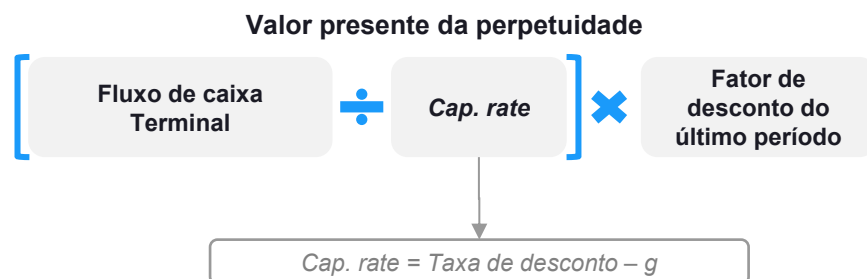 Valor presente da perpetuidade
Fluxo de caixa
Terminal
Cap. rate
Fator de
desconto do
último período
Cap. rate = Taxa de desconto – g